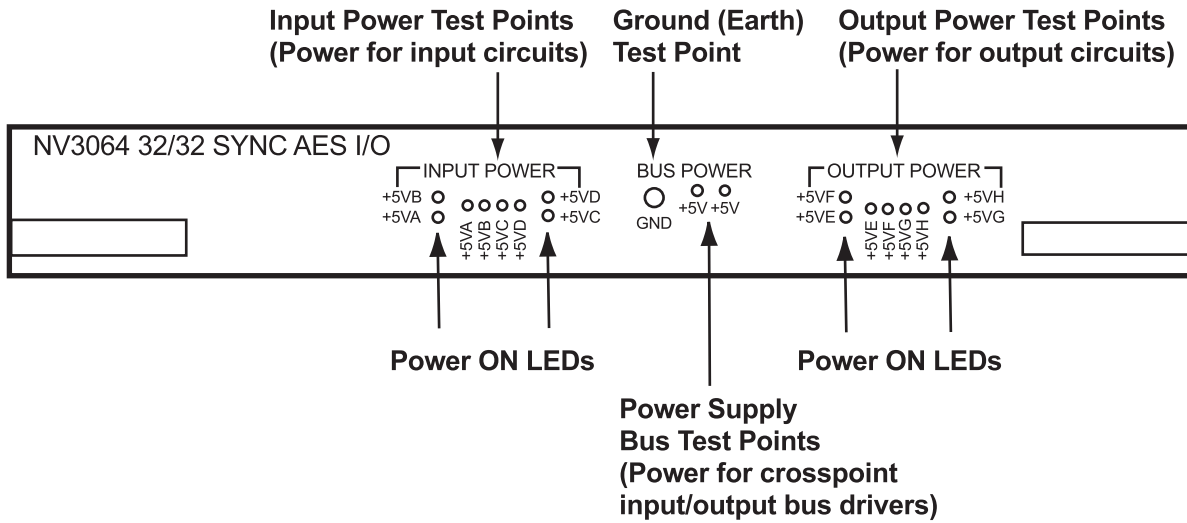 Input Power Test Points
(Power for input circuits)
Ground (Earth)
Test Point
Output Power Test Points
(Power for output circuits)
NV3064 32/32 SYNC AES I/O
INPUT POWER
+5VB
+5VA
+5VA
+5VB
+5VC
+5VD
+5VD
+5VC
BUS POWER
GND
+5V +5V
OUTPUT POWER
+5VF
+5VE
+5VE
+5VF
+5VG
+5VH
+5VH
+5VG
Power ON LEDs
Power ON LEDs
Power Supply
Bus Test Points
(Power for crosspoint
input/output bus drivers)